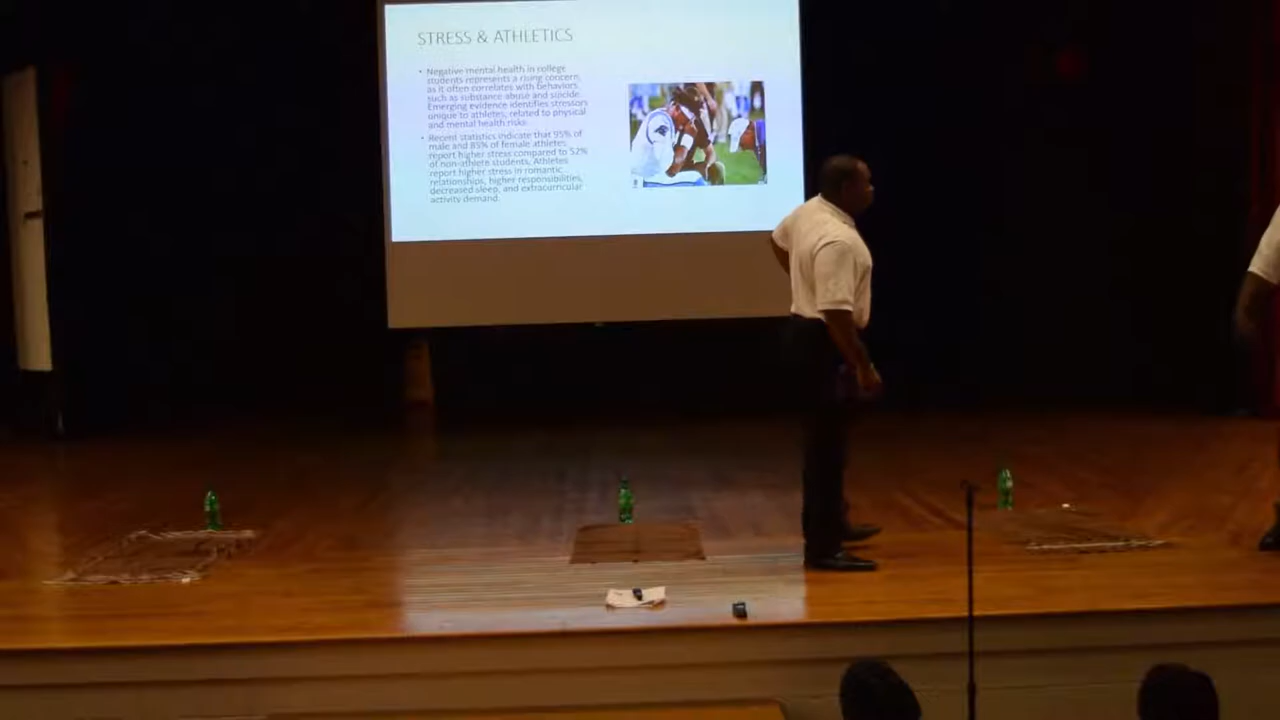 STRESS & ATHLETICS
• Negative mental health in college
students represents a rising concern,
as it often correlates with behaviors
such as substance abuse and suicide.
Emerging evidence identifies stressors
unique to athletes, related to physical
and mental health risks.
• Recent statistics indicate that 95% of
male and 85% of female athletes
report higher stress compared to 52%
of non-athlete students. Athletes
report higher stress in romantic
relationships, higher responsibilities,
decreased sleep, and extracurricular
activity demand.